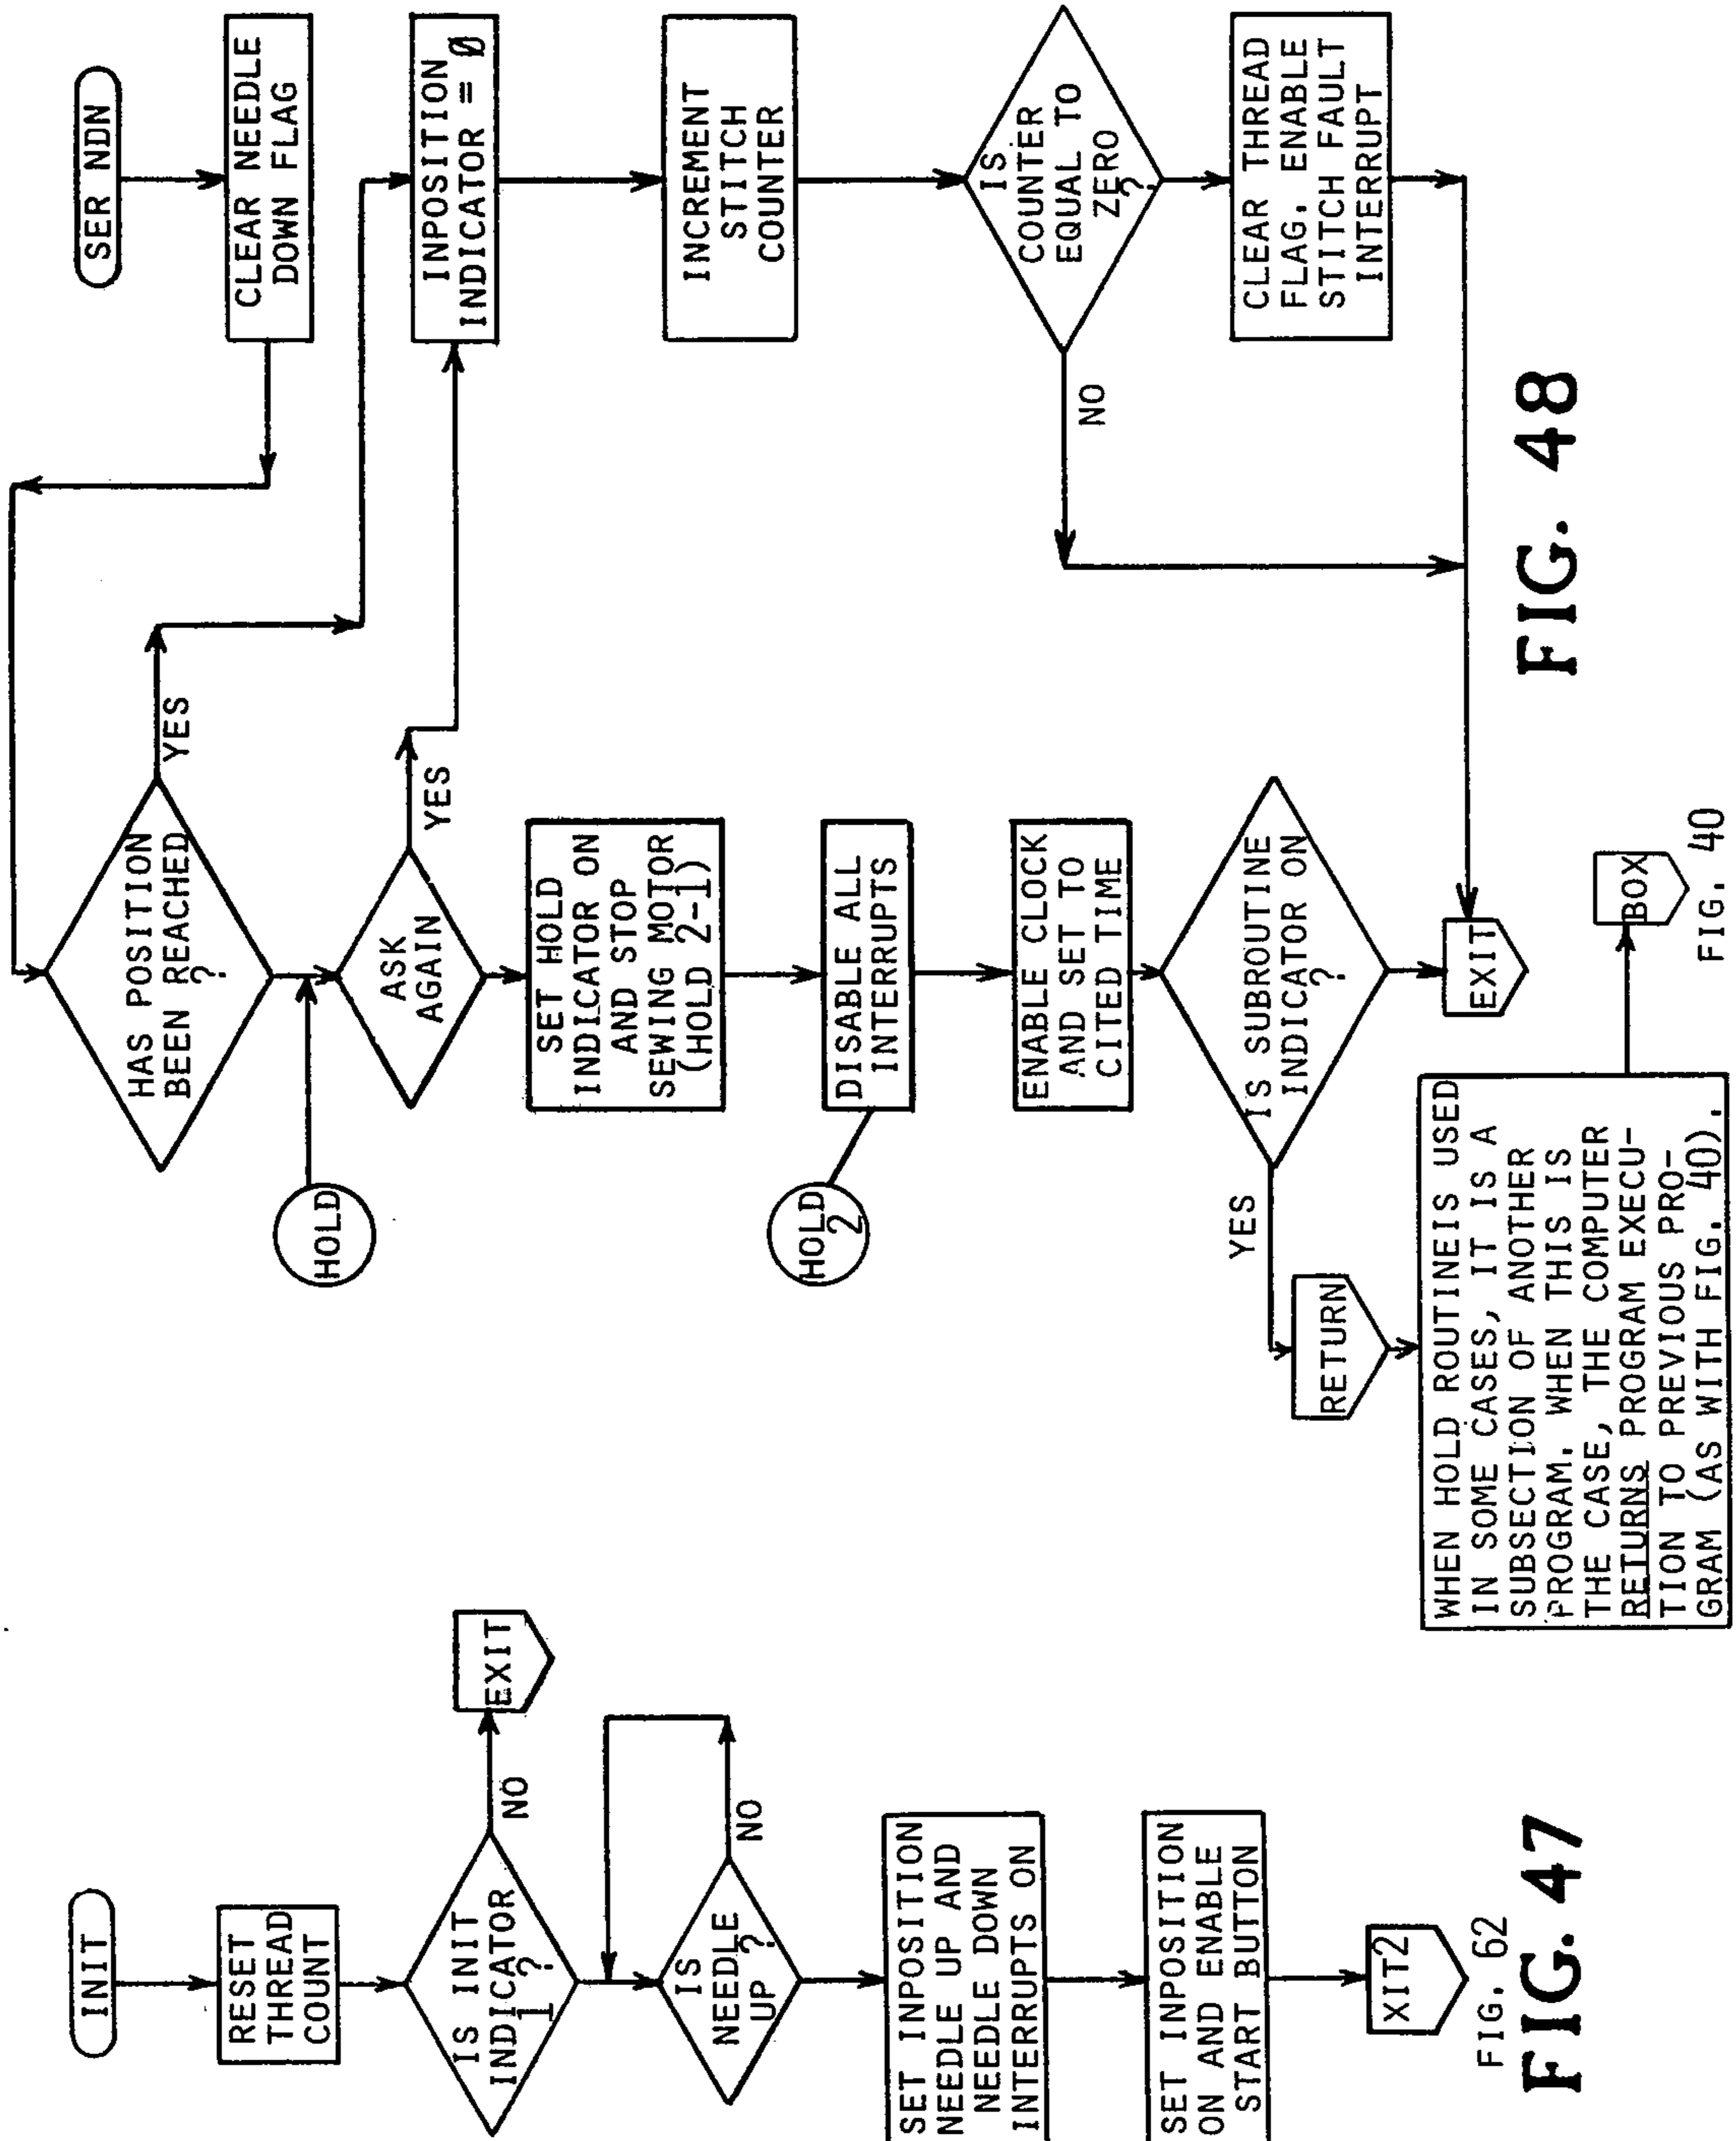 INIT
RESET
THREAD
COUNT
IS INIT
INDICATOR
1 ?
NO
EXIT
IS
NEEDLE
UP ?
NO
SET INPOSITION
NEEDLE UP AND
NEEDLE DOWN
INTERRUPTS ON
SET INPOSITION
ON AND ENABLE
START BUTTON
XIT2
FIG. 62
FIG. 47
SER NDN
CLEAR NEEDLE
DOWN FLAG
HAS POSITION
BEEN REACHED
?
YES
HOLD
ASK
AGAIN
YES
SET HOLD
INDICATOR ON
AND STOP
SEWING MOTOR
(HOLD 2-1)
HOLD
2
DISABLE ALL
INTERRUPTS
ENABLE CLOCK
AND SET TO
CITED TIME
IS SUBROUTINE
INDICATOR ON
?
YES
RETURN
EXIT
WHEN HOLD ROUTINEIS USED
IN SOME CASES, IT IS A
SUBSECTION OF ANOTHER
PROGRAM. WHEN THIS IS
THE CASE, THE COMPUTER
RETURNS PROGRAM EXECU-
TION TO PREVIOUS PRO-
GRAM (AS WITH FIG. 40).
BOX
FIG. 40
INPOSITION
INDICATOR = Ø
INCREMENT
STITCH
COUNTER
IS
COUNTER
EQUAL TO
ZERO
?
NO
CLEAR THREAD
FLAG, ENABLE
STITCH FAULT
INTERRUPT
FIG. 48